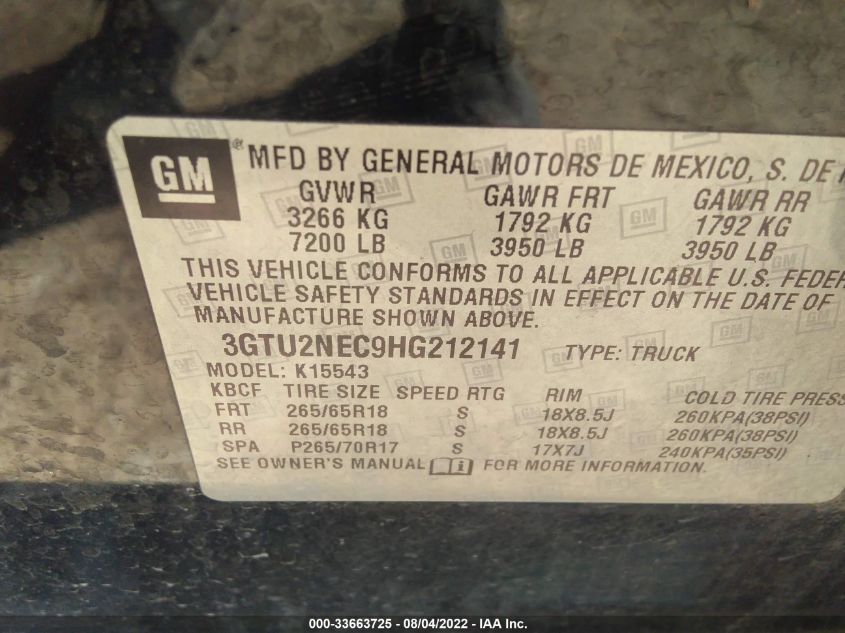 GM® MFD BY GENERAL MOTORS DE MEXICO, S. DE
GVWR GAWR FRT GAWR RR
3266 KG 1792 KG 1792 KG
7200 LB 3950 LB 3950 LB
THIS VEHICLE CONFORMS TO ALL APPLICABLE U.S. FEDER
VEHICLE SAFETY STANDARDS IN EFFECT ON THE DATE OF
MANUFACTURE SHOWN ABOVE.
3GTU2NEC9HG212141 TYPE: TRUCK
MODEL: K15543
KBCF TIRE SIZE SPEED RTG RIM COLD TIRE PRESS
FRT 265/65R18 S 18X8.5J 260KPA(38PSI)
RR 265/65R18 S 18X8.5J 260KPA(38PSI)
SPA P265/70R17 S 17X7J 240KPA(35PSI)
SEE OWNER'S MANUAL FOR MORE INFORMATION.
000-33663725 - 08/04/2022 - IAA Inc.